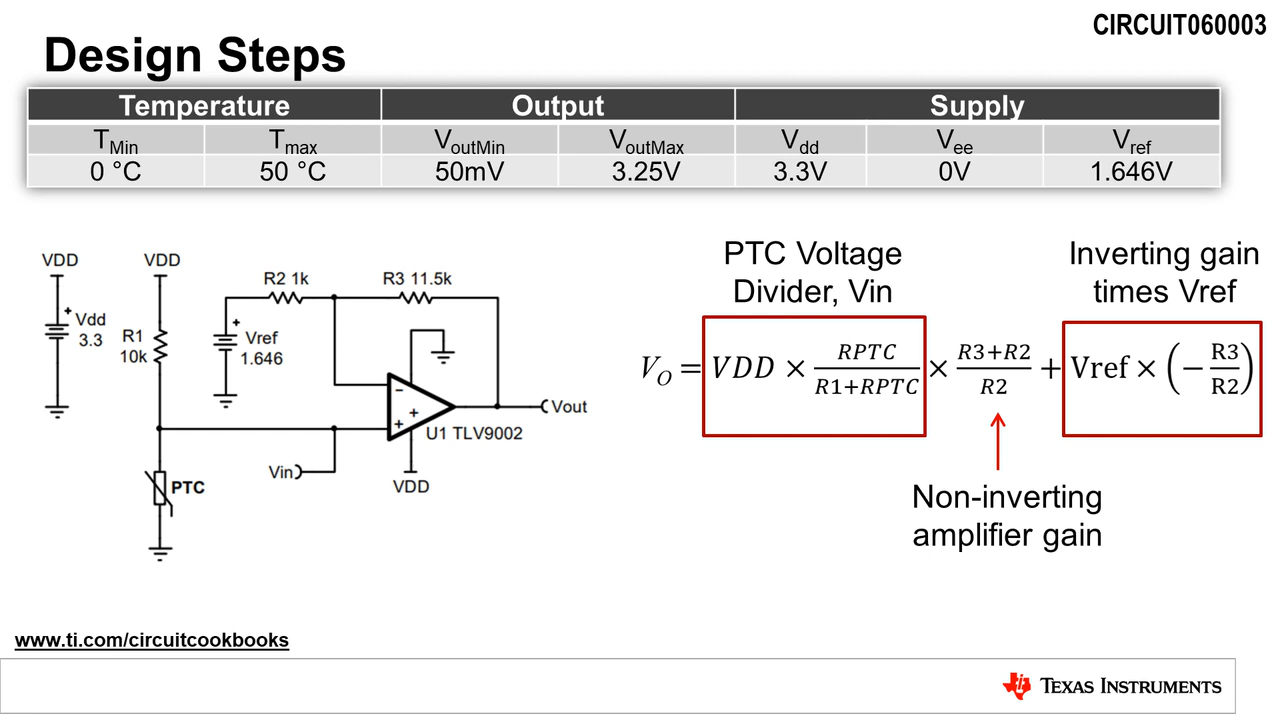 CIRCUIT060003
Design Steps
Temperature Output Supply
TMin Tmax VoutMin VoutMax Vdd Vee Vref
0 °C 50 °C 50mV 3.25V 3.3V 0V 1.646V
PTC Voltage
Divider, Vin
Inverting gain
times Vref
VDD VDD
R2 1k R3 11.5k
+ Vdd
3.3
R1
10k
+ Vref
1.646
−
+
+
U1 TLV9002
Vout
Vin
VDD
PTC
VO = VDD × RPTC / R1+RPTC × R3+R2 / R2 + Vref × (− R3 / R2)
Non-inverting
amplifier gain
www.ti.com/circuitcookbooks
TEXAS INSTRUMENTS